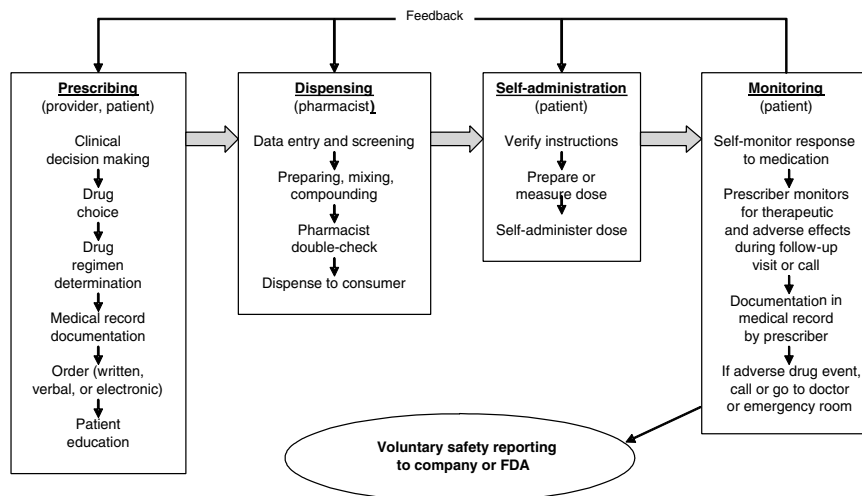 Feedback
Prescribing
(provider, patient)
Clinical
decision making
Drug
choice
Drug
regimen
determination
Medical record
documentation
Order (written,
verbal, or electronic)
Patient
education
Dispensing
(pharmacist)
Data entry and screening
Preparing, mixing,
compounding
Pharmacist
double-check
Dispense to consumer
Self-administration
(patient)
Verify instructions
Prepare or
measure dose
Self-administer dose
Monitoring
(patient)
Self-monitor response
to medication
Prescriber monitors
for therapeutic
and adverse effects
during follow-up
visit or call
Documentation in
medical record
by prescriber
If adverse drug event,
call or go to doctor
or emergency room
Voluntary safety reporting
to company or FDA